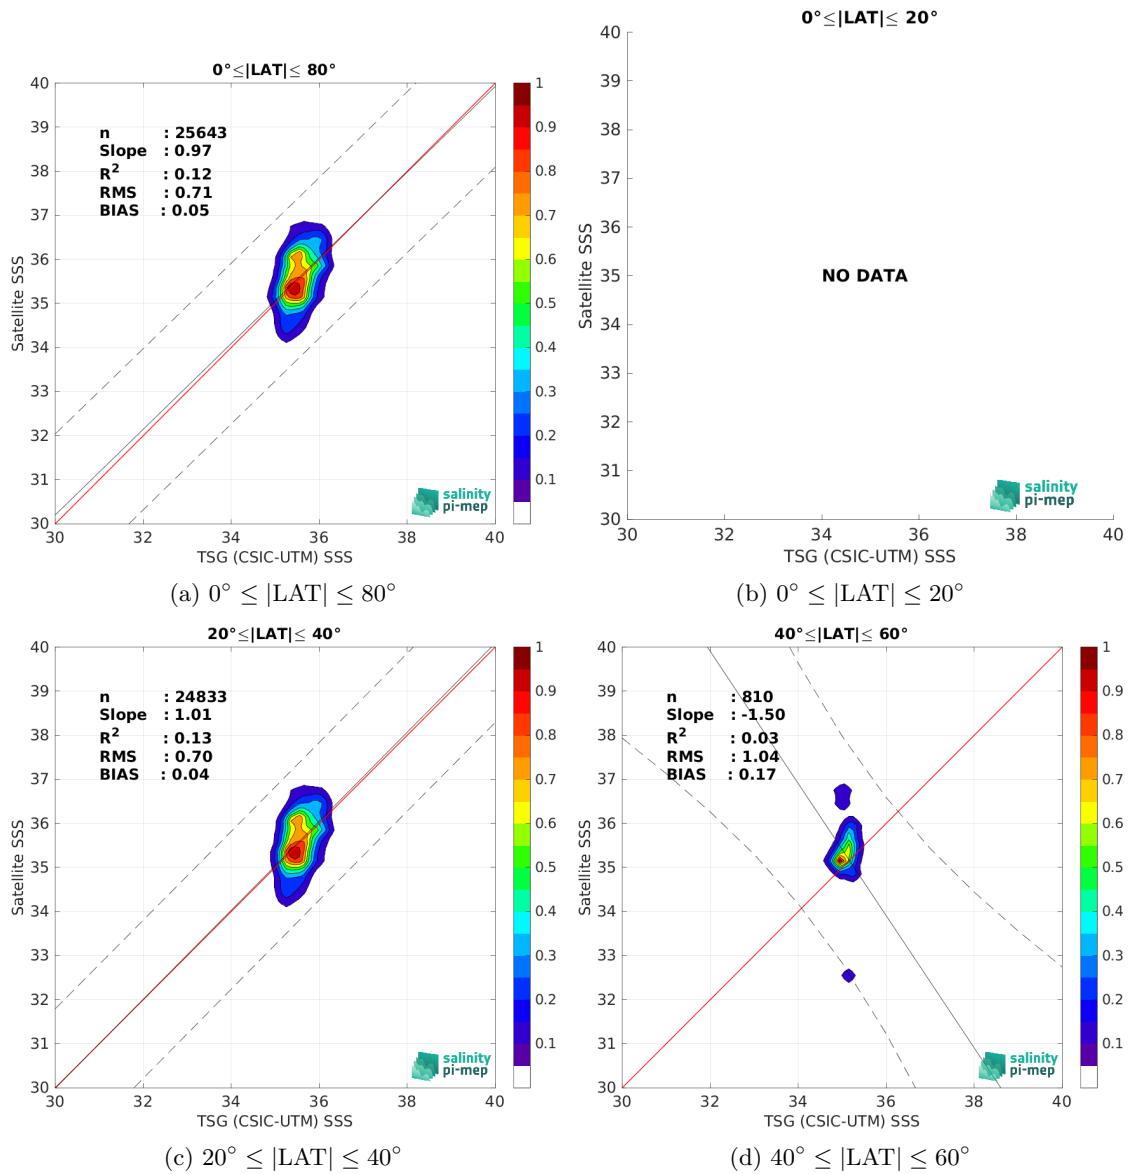 0°≤|LAT|≤ 80°
40
39
38
37
36
35
34
33
32
31
30
Satellite SSS
n : 25643
Slope : 0.97
R² : 0.12
RMS : 0.71
BIAS : 0.05
salinity
pi-mep
30 32 34 36 38 40
TSG (CSIC-UTM) SSS
1
0.9
0.8
0.7
0.6
0.5
0.4
0.3
0.2
0.1
(a) 0° ≤ |LAT| ≤ 80°
0°≤|LAT|≤ 20°
40
39
38
37
36
35
34
33
32
31
30
Satellite SSS
NO DATA
salinity
pi-mep
30 32 34 36 38 40
TSG (CSIC-UTM) SSS
(b) 0° ≤ |LAT| ≤ 20°
20°≤|LAT|≤ 40°
40
39
38
37
36
35
34
33
32
31
30
Satellite SSS
n : 24833
Slope : 1.01
R² : 0.13
RMS : 0.70
BIAS : 0.04
salinity
pi-mep
30 32 34 36 38 40
TSG (CSIC-UTM) SSS
1
0.9
0.8
0.7
0.6
0.5
0.4
0.3
0.2
0.1
(c) 20° ≤ |LAT| ≤ 40°
40°≤|LAT|≤ 60°
40
39
38
37
36
35
34
33
32
31
30
Satellite SSS
n : 810
Slope : -1.50
R² : 0.03
RMS : 1.04
BIAS : 0.17
salinity
pi-mep
30 32 34 36 38 40
TSG (CSIC-UTM) SSS
1
0.9
0.8
0.7
0.6
0.5
0.4
0.3
0.2
0.1
(d) 40° ≤ |LAT| ≤ 60°